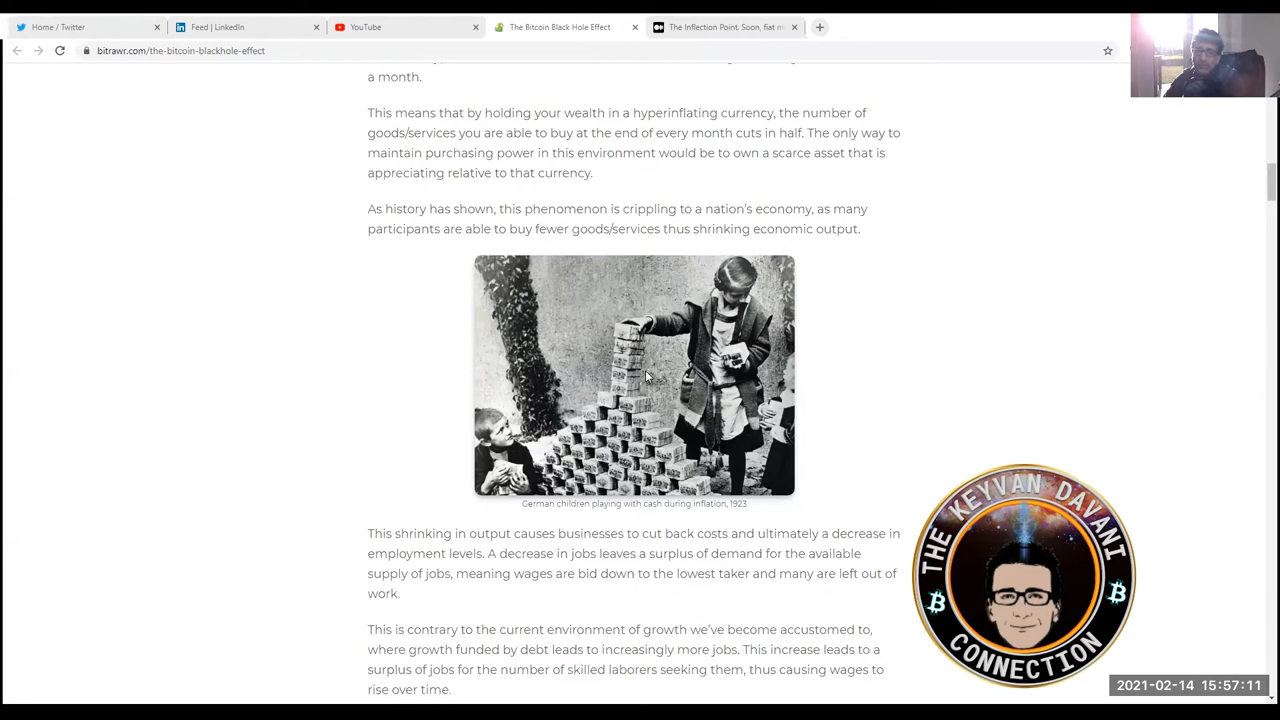 Home / Twitter
Feed | LinkedIn
YouTube
The Bitcoin Black Hole Effect
The Inflection Point. Soon, fiat m
bitrawr.com/the-bitcoin-blackhole-effect
a month.
This means that by holding your wealth in a hyperinflating currency, the number of
goods/services you are able to buy at the end of every month cuts in half. The only way to
maintain purchasing power in this environment would be to own a scarce asset that is
appreciating relative to that currency.
As history has shown, this phenomenon is crippling to a nation's economy, as many
participants are able to buy fewer goods/services thus shrinking economic output.
German children playing with cash during inflation, 1923
This shrinking in output causes businesses to cut back costs and ultimately a decrease in
employment levels. A decrease in jobs leaves a surplus of demand for the available
supply of jobs, meaning wages are bid down to the lowest taker and many are left out of
work.
This is contrary to the current environment of growth we've become accustomed to,
where growth funded by debt leads to increasingly more jobs. This increase leads to a
surplus of jobs for the number of skilled laborers seeking them, thus causing wages to
rise over time.
THE KEYVAN DAVANI
CONNECTION
2021-02-14 15:57:11